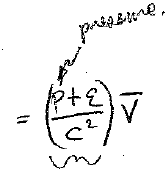 pressure.
= (p+ε / c²) V̄